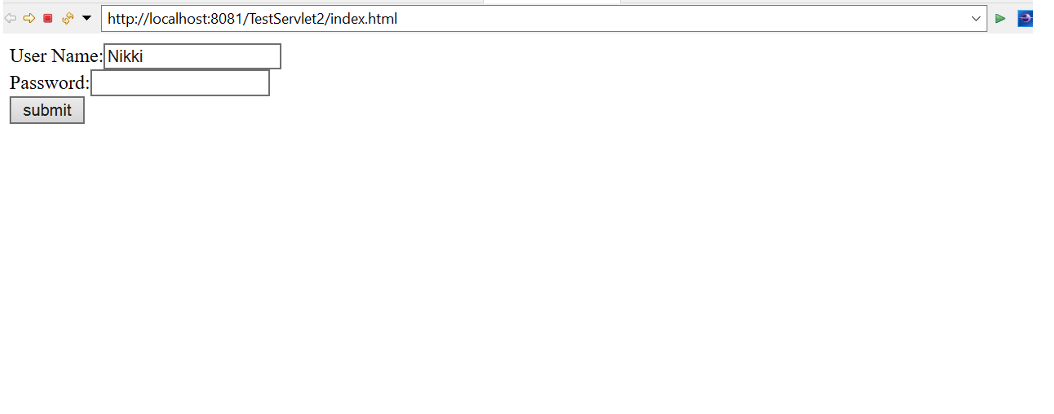 http://localhost:8081/TestServlet2/index.html
User Name:Nikki
Password:
submit